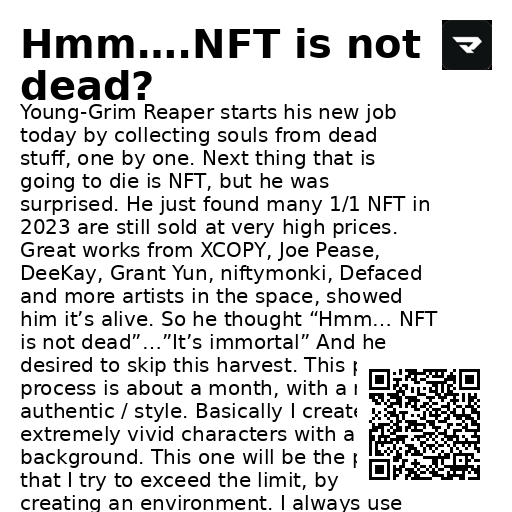 Hmm….NFT is not
dead?
Young-Grim Reaper starts his new job
today by collecting souls from dead
stuff, one by one. Next thing that is
going to die is NFT, but he was
surprised. He just found many 1/1 NFT in
2023 are still sold at very high prices.
Great works from XCOPY, Joe Pease,
DeeKay, Grant Yun, niftymonki, Defaced
and more artists in the space, showed
him it’s alive. So he thought “Hmm… NFT
is not dead”…”It’s immortal” And he
desired to skip this harvest. This
process is about a month, with a
authentic / style. Basically I create
extremely vivid characters with a
background. This one will be the
that I try to exceed the limit, by
creating an environment. I always use